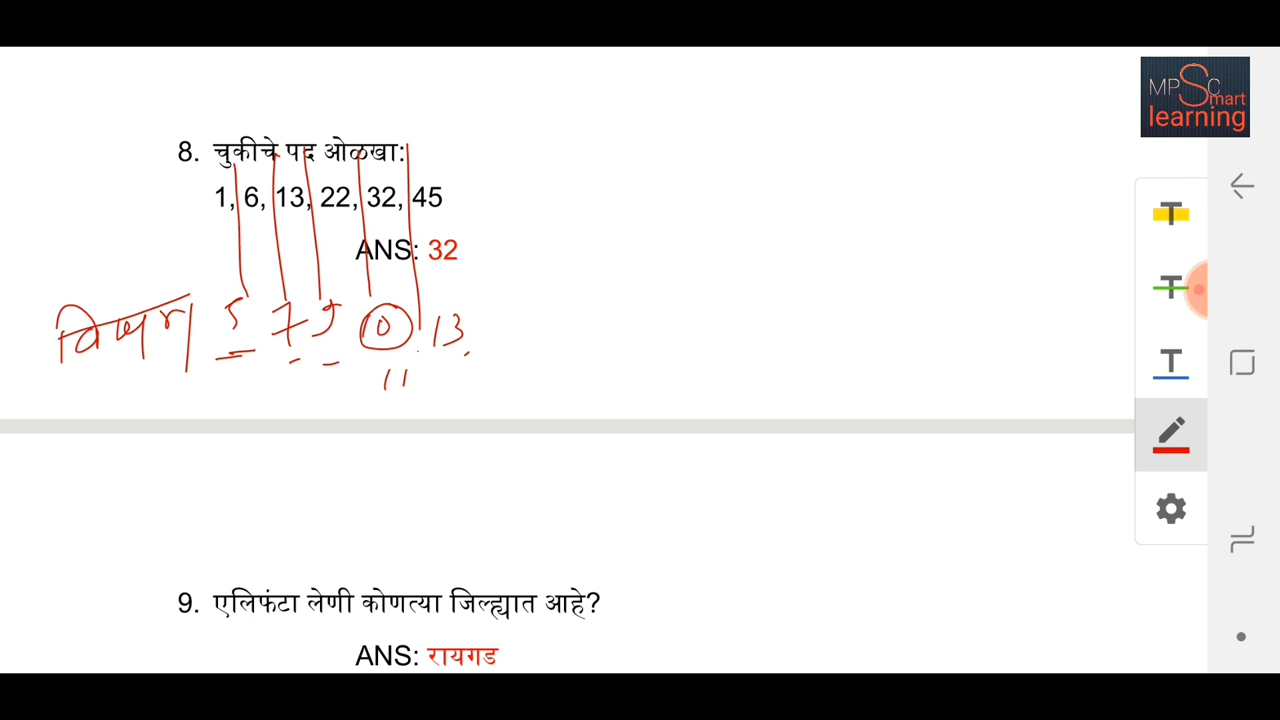 MPSC
Smart
learning
8. चुकीचे पद ओळखा:
1, 6, 13, 22, 32, 45
ANS: 32
विषम 5 7 9 10 13
11
9. एलिफंटा लेणी कोणत्या जिल्ह्यात आहे?
ANS: रायगड
T
T
T